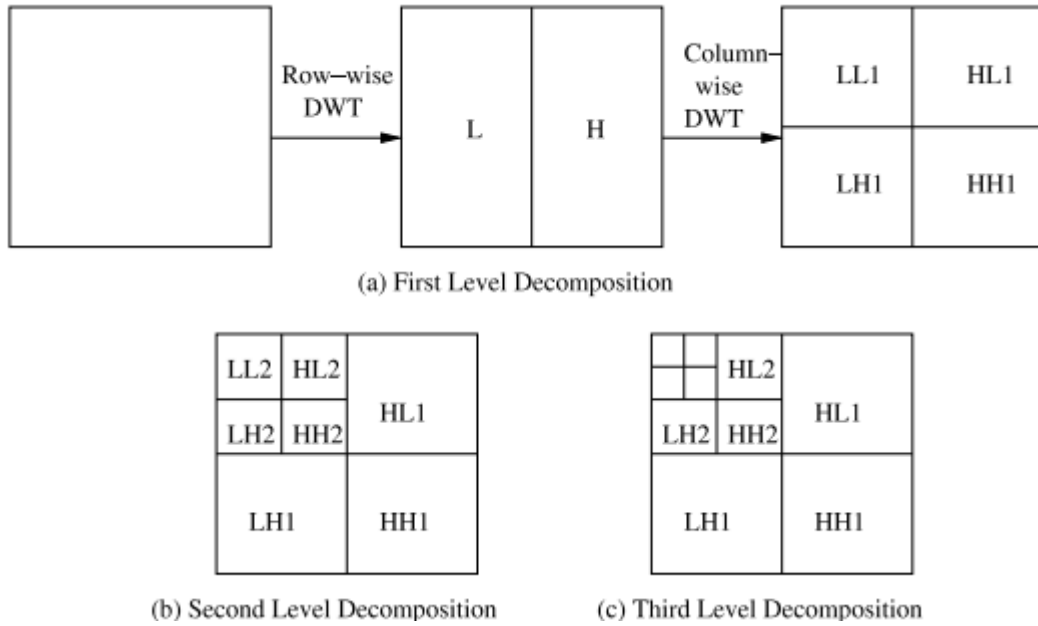 Row–wise
DWT
L
H
Column–
wise
DWT
LL1
HL1
LH1
HH1
(a) First Level Decomposition
LL2
HL2
LH2
HH2
HL1
LH1
HH1
(b) Second Level Decomposition
HL2
LH2
HH2
HL1
LH1
HH1
(c) Third Level Decomposition